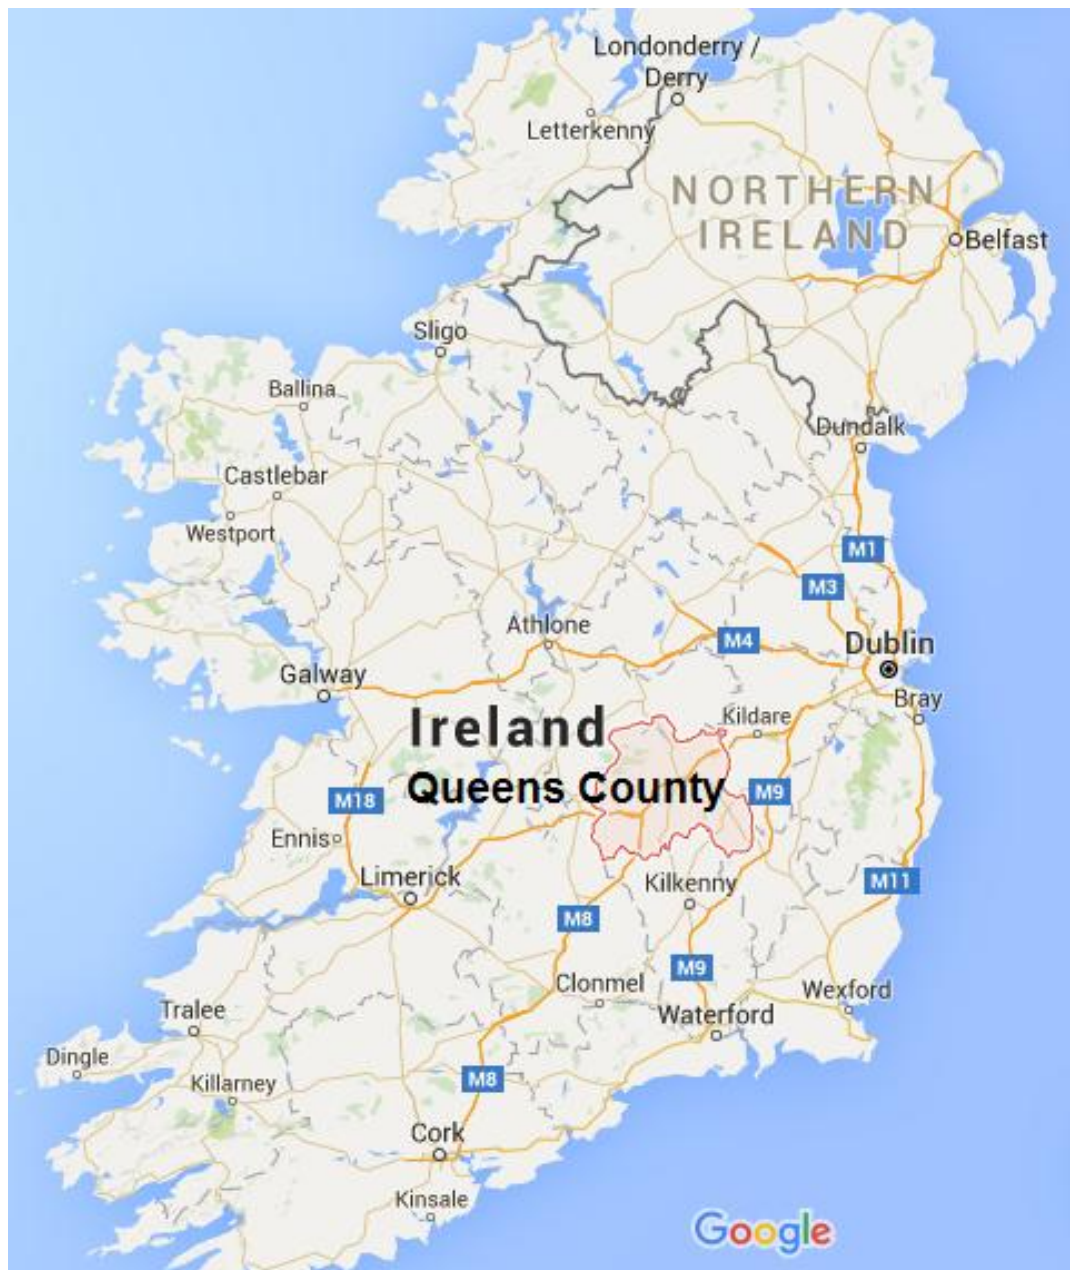 Londonderry /
Derry
Letterkenny
NORTHERN
IRELAND
Belfast
Sligo
Ballina
Dundalk
Castlebar
Westport
M1
M3
Athlone
M4
Dublin
Galway
Bray
Ireland
Kildare
Queens County
M18
M9
Ennis
Limerick
Kilkenny
M11
M8
M9
Clonmel
Wexford
Tralee
Waterford
Dingle
Killarney
M8
Cork
Kinsale
Google